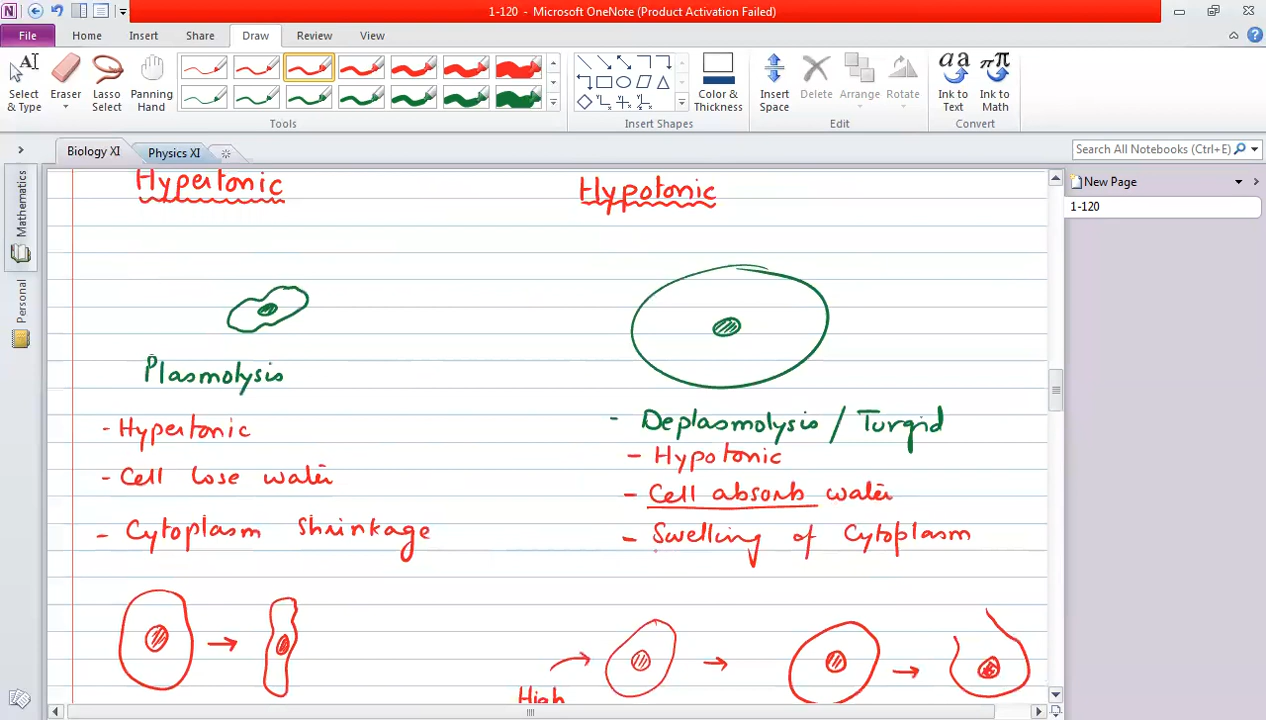 1-120 - Microsoft OneNote (Product Activation Failed)
File Home Insert Share Draw Review View
Select & Type
Eraser
Lasso Select
Panning Hand
Color & Thickness
Insert Space
Delete
Arrange
Rotate
Ink to Text
Ink to Math
Tools
Insert Shapes
Edit
Convert
Biology XI
Physics XI
Search All Notebooks (Ctrl+E)
Mathematics
Personal
New Page
1-120
Hypertonic
Plasmolysis
- Hypertonic
- Cell lose water
- Cytoplasm Shrinkage
Hypotonic
- Deplasmolysis / Turgid
- Hypotonic
- Cell absorb water
- Swelling of Cytoplasm
High